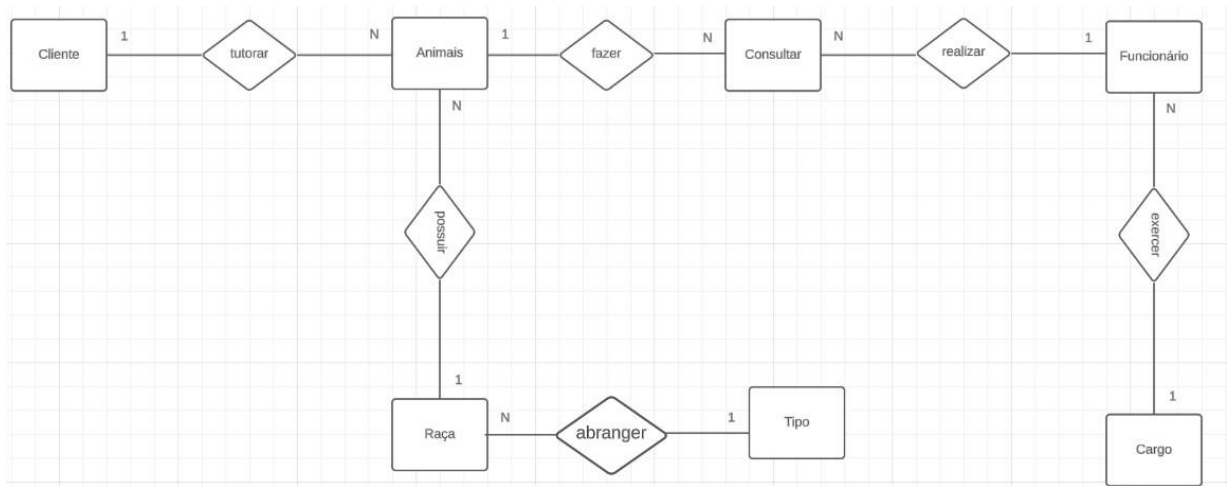 Cliente
1
tutorar
N
Animais
1
fazer
N
Consultar
N
realizar
1
Funcionário
N
N
possuir
exercer
1
1
Raça
N
abranger
1
Tipo
Cargo